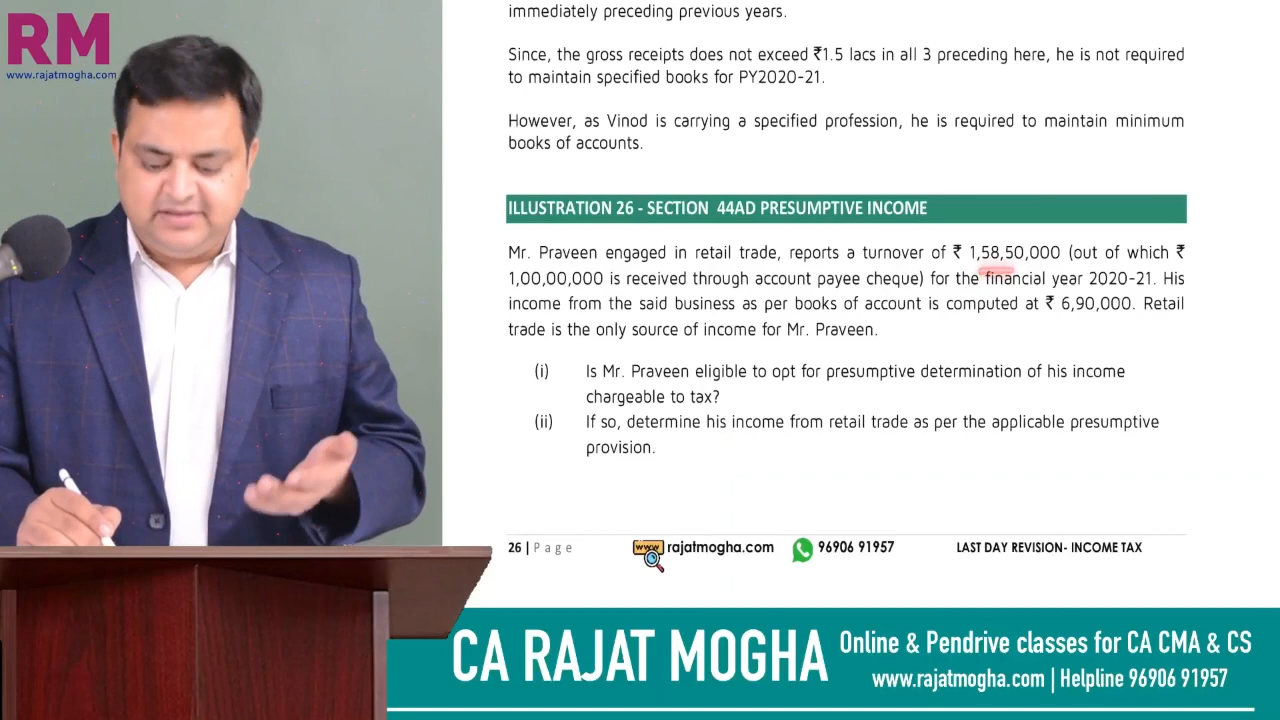 RM
www.rajatmogha.com
immediately preceding previous years.
Since, the gross receipts does not exceed ₹1.5 lacs in all 3 preceding here, he is not required
to maintain specified books for PY2020-21.
However, as Vinod is carrying a specified profession, he is required to maintain minimum
books of accounts.
ILLUSTRATION 26 - SECTION 44AD PRESUMPTIVE INCOME
Mr. Praveen engaged in retail trade, reports a turnover of ₹ 1,58,50,000 (out of which ₹
1,00,00,000 is received through account payee cheque) for the financial year 2020-21. His
income from the said business as per books of account is computed at ₹ 6,90,000. Retail
trade is the only source of income for Mr. Praveen.
(i) Is Mr. Praveen eligible to opt for presumptive determination of his income
chargeable to tax?
(ii) If so, determine his income from retail trade as per the applicable presumptive
provision.
26 | Page www rajatmogha.com 96906 91957 LAST DAY REVISION- INCOME TAX
CA RAJAT MOGHA
Online & Pendrive classes for CA CMA & CS
www.rajatmogha.com | Helpline 96906 91957